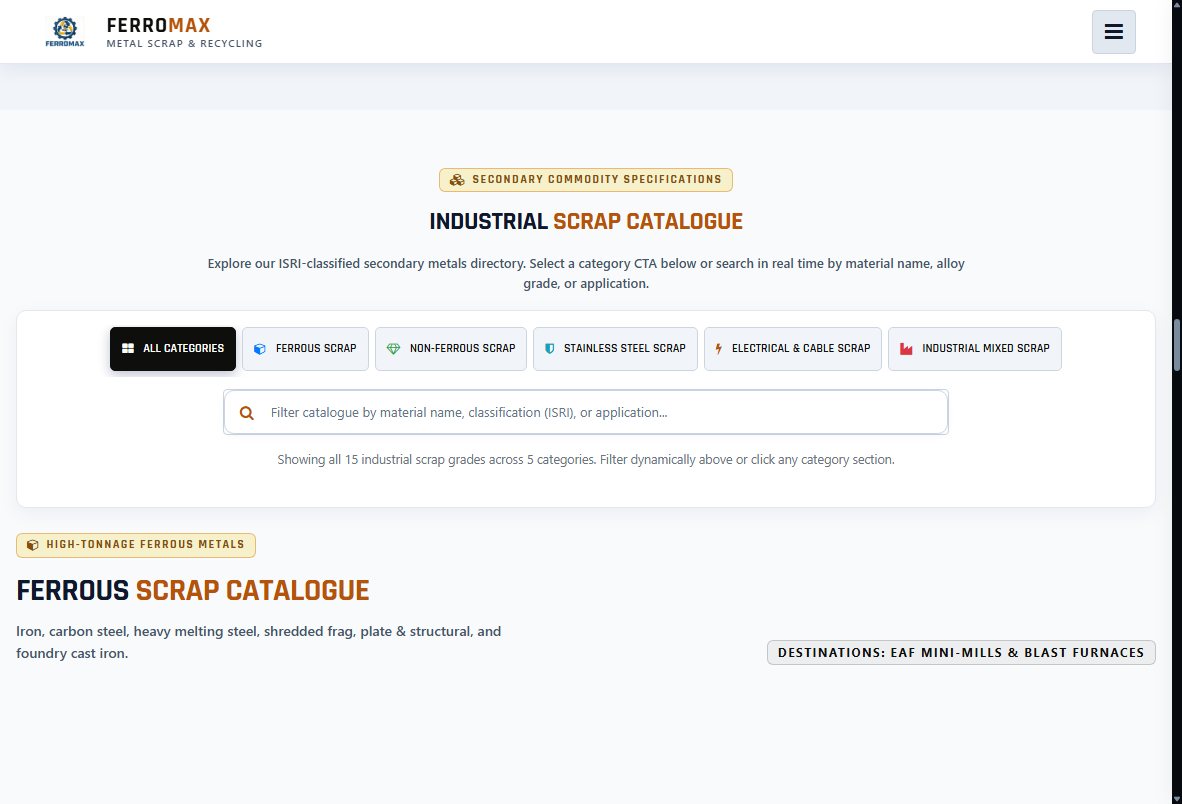 FERROMAX
FERROMAX
METAL SCRAP & RECYCLING
SECONDARY COMMODITY SPECIFICATIONS
INDUSTRIAL SCRAP CATALOGUE
Explore our ISRI-classified secondary metals directory. Select a category CTA below or search in real time by material name, alloy
grade, or application.
ALL CATEGORIES
FERROUS SCRAP
NON-FERROUS SCRAP
STAINLESS STEEL SCRAP
ELECTRICAL & CABLE SCRAP
INDUSTRIAL MIXED SCRAP
Filter catalogue by material name, classification (ISRI), or application...
Showing all 15 industrial scrap grades across 5 categories. Filter dynamically above or click any category section.
HIGH-TONNAGE FERROUS METALS
FERROUS SCRAP CATALOGUE
Iron, carbon steel, heavy melting steel, shredded frag, plate & structural, and
foundry cast iron.
DESTINATIONS: EAF MINI-MILLS & BLAST FURNACES